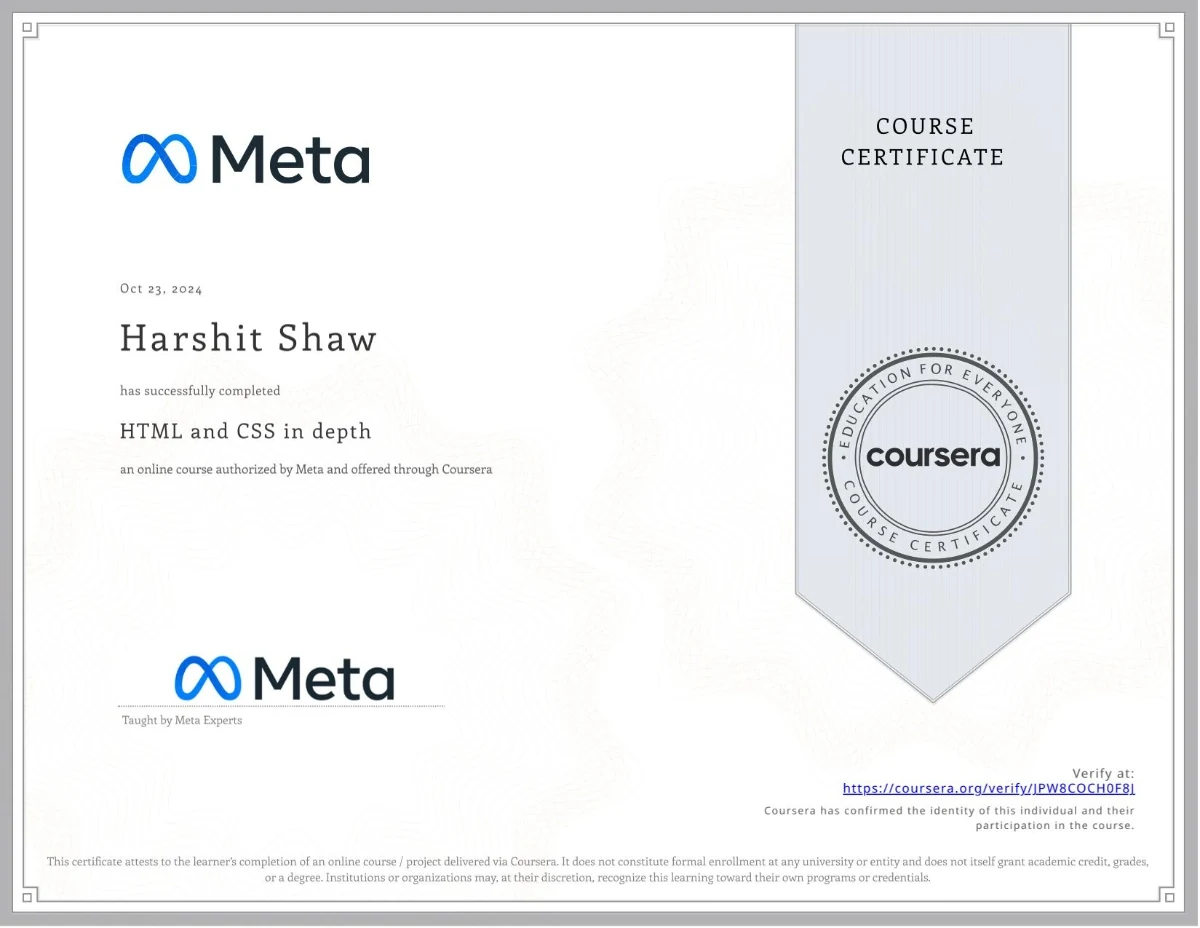 Meta
COURSE
CERTIFICATE
Oct 23, 2024
Harshit Shaw
has successfully completed
HTML and CSS in depth
an online course authorized by Meta and offered through Coursera
EDUCATION FOR EVERYONE
coursera
COURSE CERTIFICATE
Meta
Taught by Meta Experts
Verify at:
https://coursera.org/verify/JPW8COCH0F8J
Coursera has confirmed the identity of this individual and their
participation in the course.
This certificate attests to the learner's completion of an online course / project delivered via Coursera. It does not constitute formal enrollment at any university or entity and does not itself grant academic credit, grades,
or a degree. Institutions or organizations may, at their discretion, recognize this learning toward their own programs or credentials.